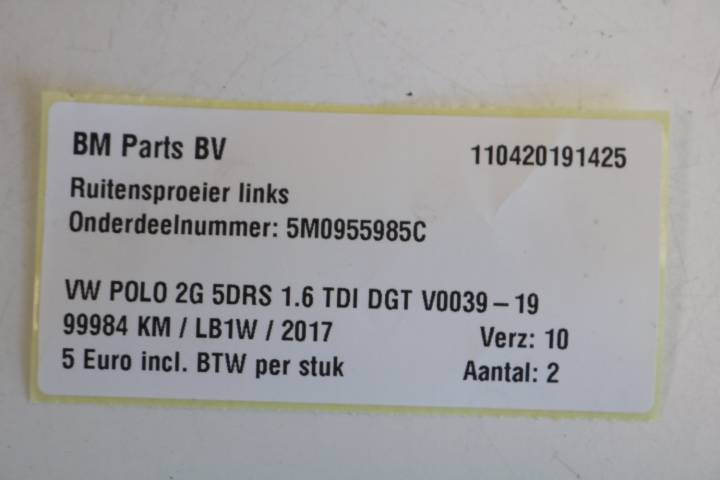 BM Parts BV 110420191425
Ruitensproeier links
Onderdeelnummer: 5M0955985C
VW POLO 2G 5DRS 1.6 TDI DGT V0039-19
99984 KM / LB1W / 2017 Verz: 10
5 Euro incl. BTW per stuk Aantal: 2